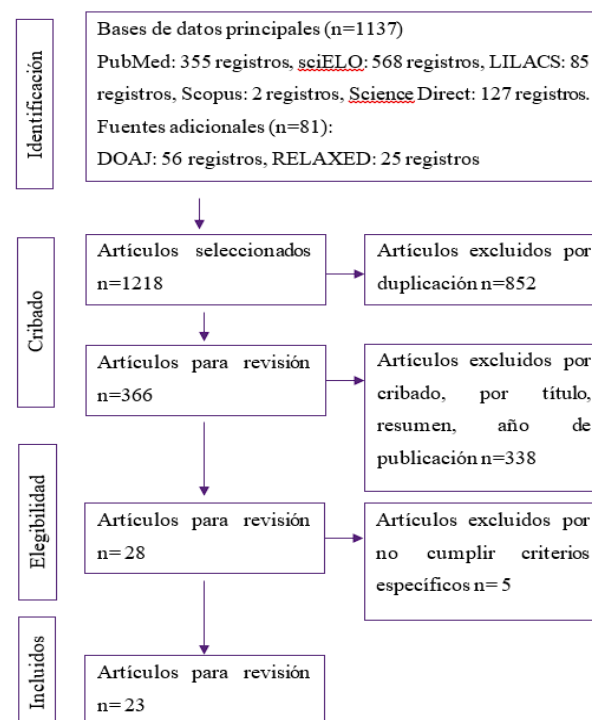 Identificación
Bases de datos principales (n=1137)
PubMed: 355 registros, sciELO: 568 registros, LILACS: 85
registros, Scopus: 2 registros, Science Direct: 127 registros.
Fuentes adicionales (n=81):
DOAJ: 56 registros, RELAXED: 25 registros
Cribado
Artículos seleccionados
n=1218
Artículos excluidos por
duplicación n=852
Artículos para revisión
n=366
Artículos excluidos por
cribado, por título,
resumen, año de
publicación n=338
Elegibilidad
Artículos para revisión
n= 28
Artículos excluidos por
no cumplir criterios
específicos n= 5
Incluidos
Artículos para revisión
n=23